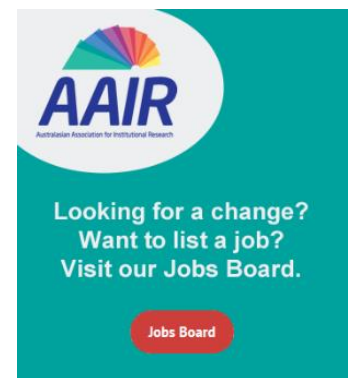 AAIR
Australasian Association for Institutional Research
Looking for a change?
Want to list a job?
Visit our Jobs Board.
Jobs Board